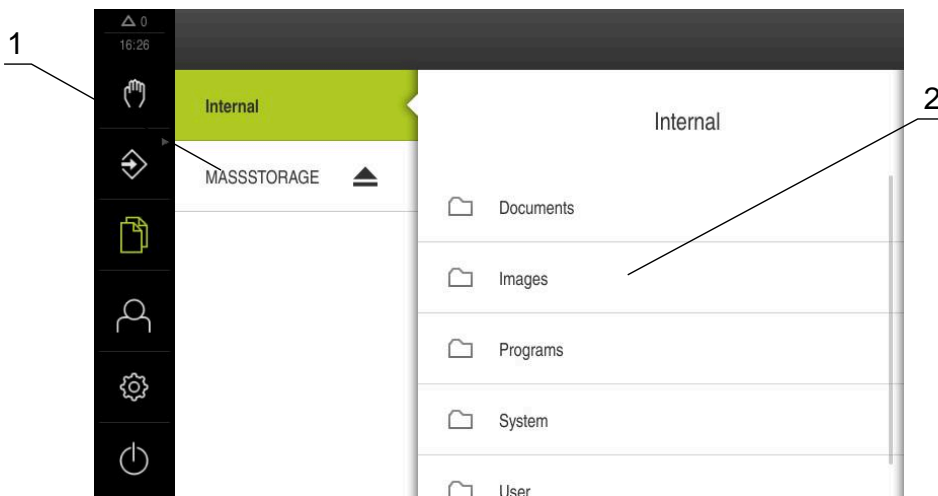 0
16:26
1
2
Internal
MASSSTORAGE
Internal
Documents
Images
Programs
System
User